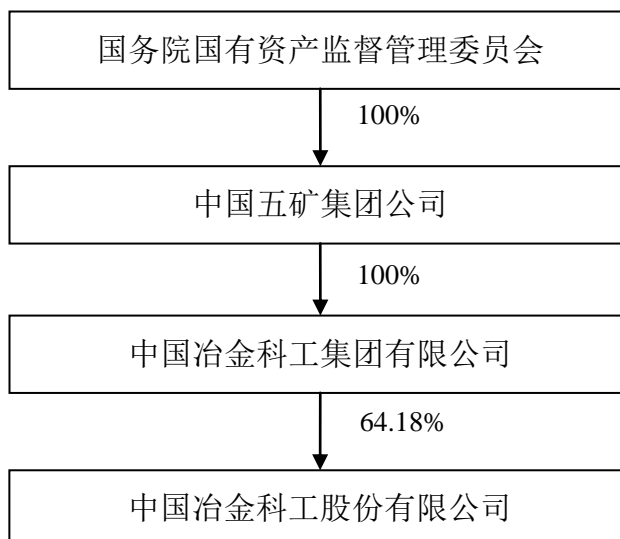 国务院国有资产监督管理委员会
100%
中国五矿集团公司
100%
中国冶金科工集团有限公司
64.18%
中国冶金科工股份有限公司